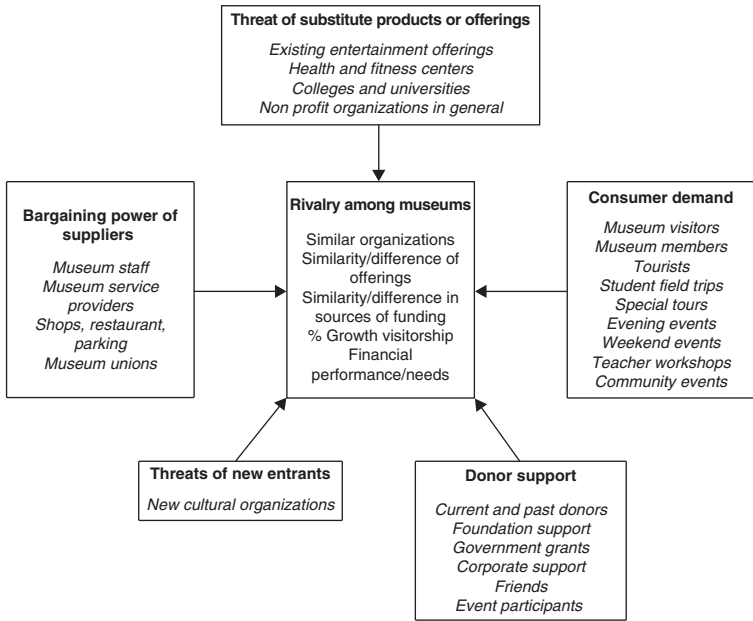 Threat of substitute products or offerings
Existing entertainment offerings
Health and fitness centers
Colleges and universities
Non profit organizations in general
Bargaining power of
suppliers
Museum staff
Museum service
providers
Shops, restaurant,
parking
Museum unions
Rivalry among museums
Similar organizations
Similarity/difference of
offerings
Similarity/difference in
sources of funding
% Growth visitorship
Financial
performance/needs
Consumer demand
Museum visitors
Museum members
Tourists
Student field trips
Special tours
Evening events
Weekend events
Teacher workshops
Community events
Threats of new entrants
New cultural organizations
Donor support
Current and past donors
Foundation support
Government grants
Corporate support
Friends
Event participants